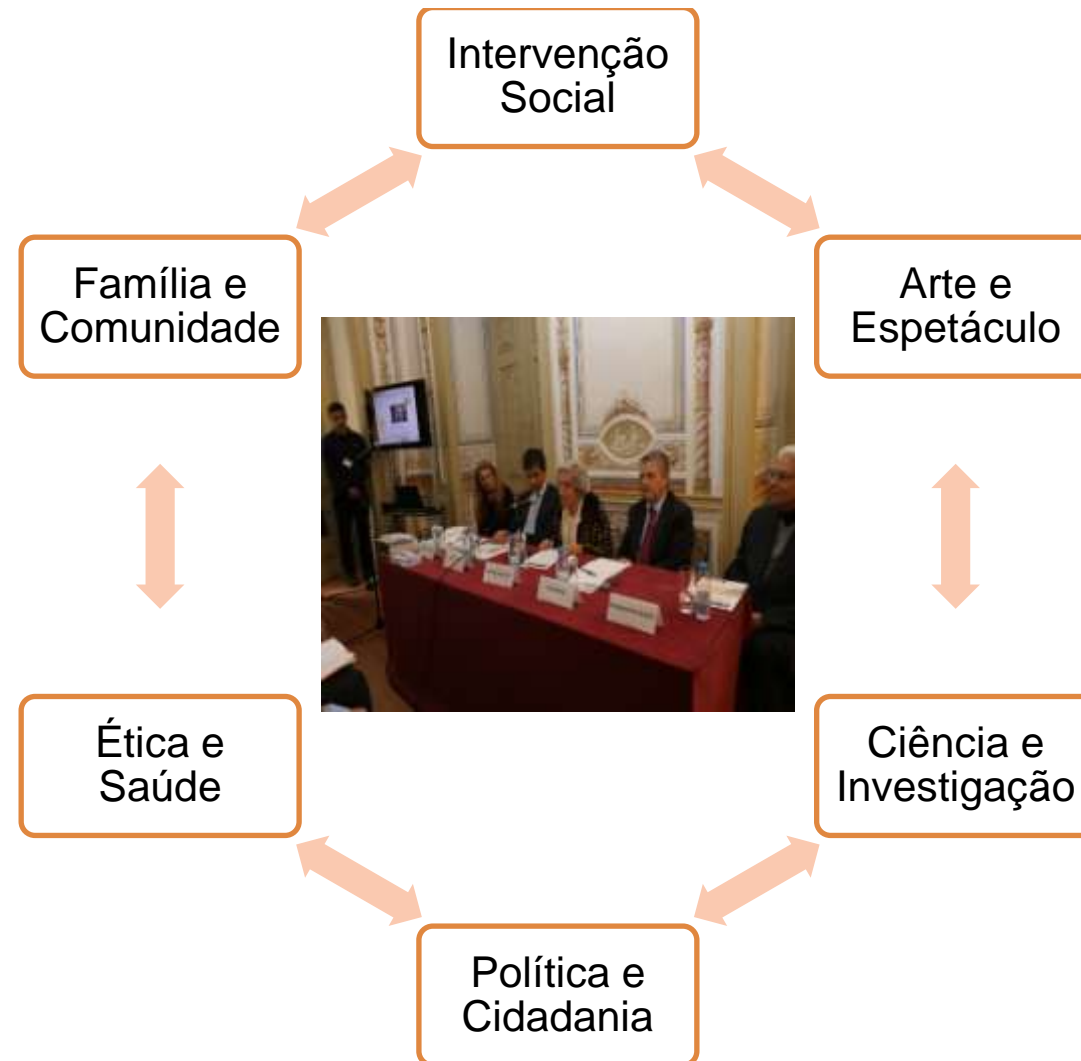 Intervenção
Social
Família e
Comunidade
Arte e
Espetáculo
Ética e
Saúde
Ciência e
Investigação
Política e
Cidadania